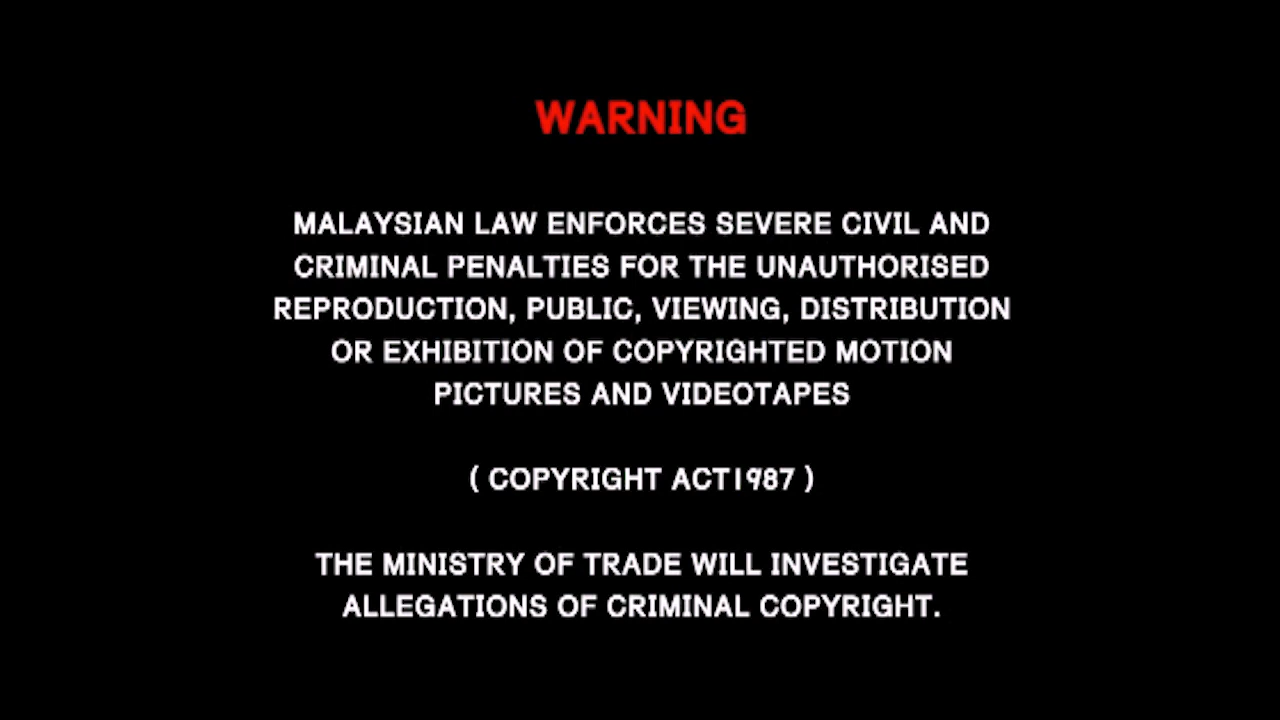 WARNING
MALAYSIAN LAW ENFORCES SEVERE CIVIL AND
CRIMINAL PENALTIES FOR THE UNAUTHORISED
REPRODUCTION, PUBLIC, VIEWING, DISTRIBUTION
OR EXHIBITION OF COPYRIGHTED MOTION
PICTURES AND VIDEOTAPES
( COPYRIGHT ACT1987 )
THE MINISTRY OF TRADE WILL INVESTIGATE
ALLEGATIONS OF CRIMINAL COPYRIGHT.